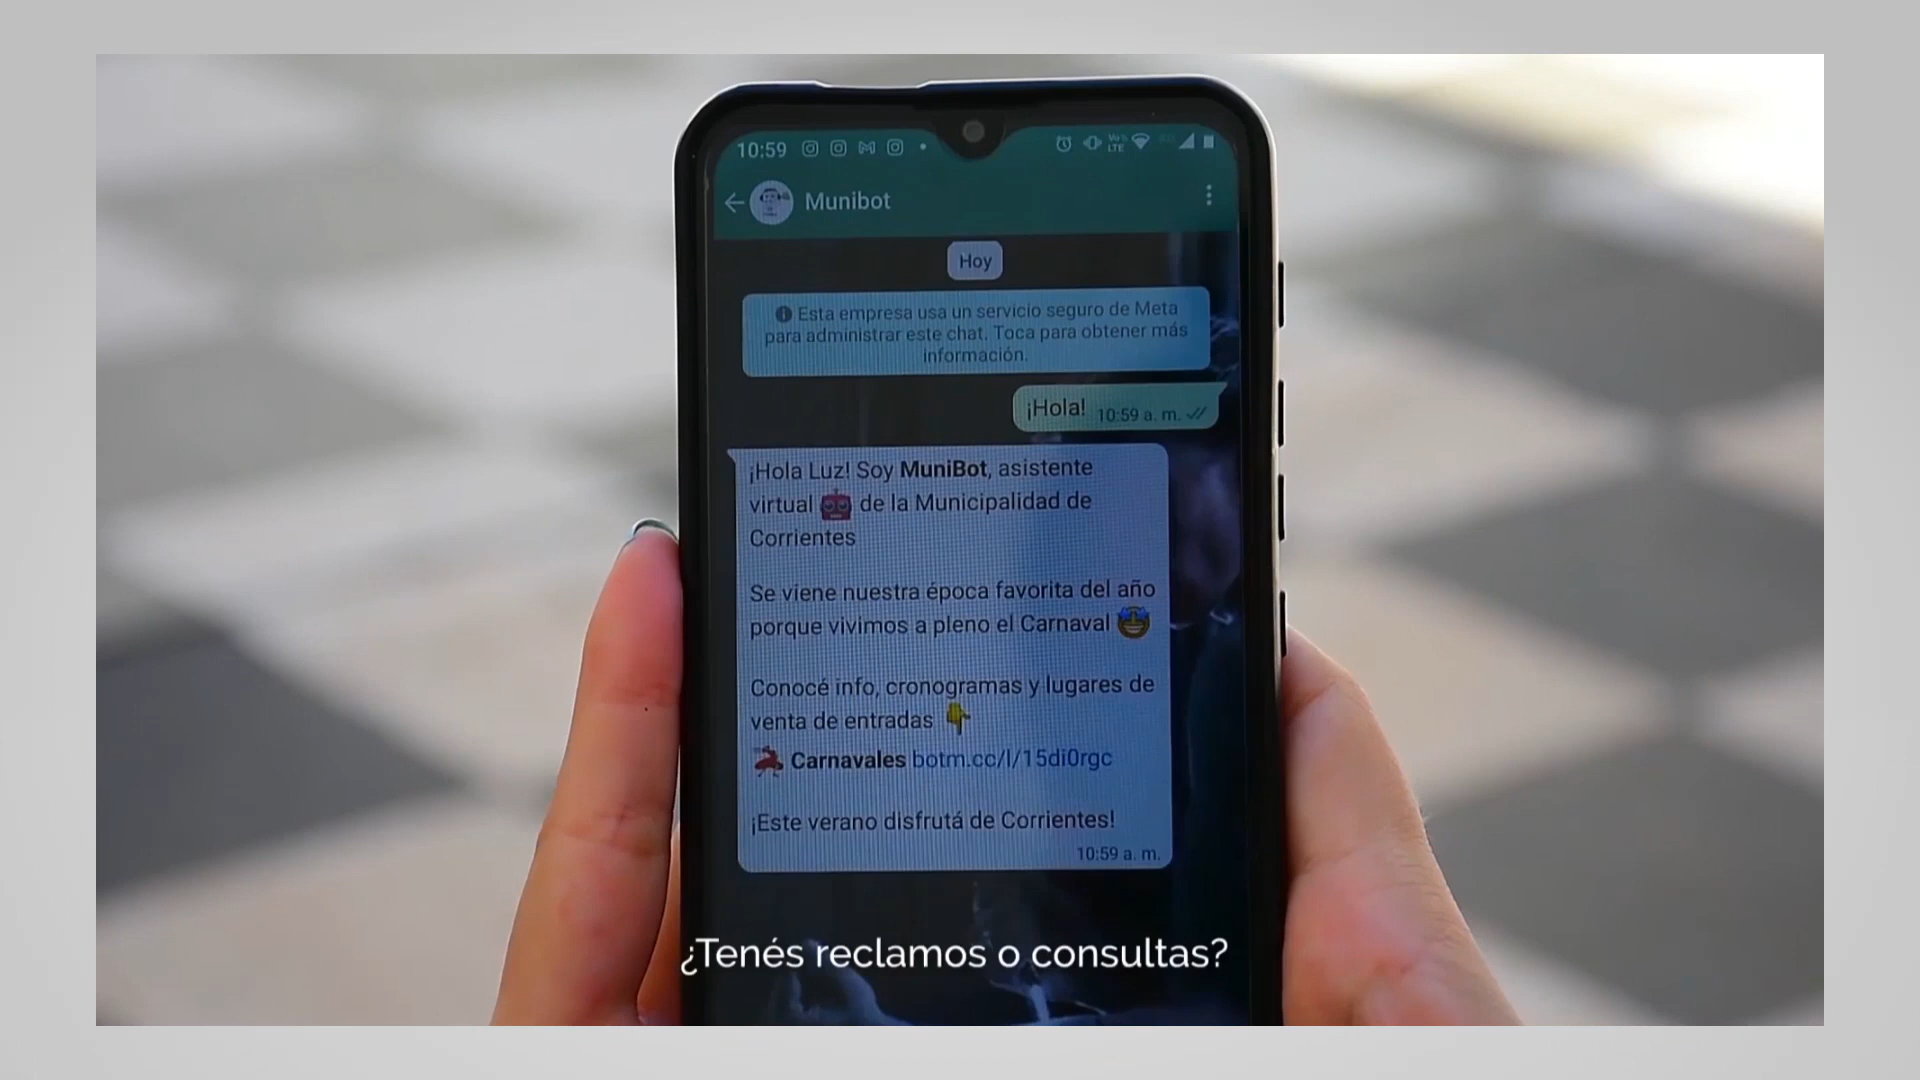 10:59
Vo
LTE
Munibot
Hoy
Esta empresa usa un servicio seguro de Meta
para administrar este chat. Toca para obtener más
información.
¡Hola! 10:59 a. m.
¡Hola Luz! Soy MuniBot, asistente
virtual 🤖 de la Municipalidad de
Corrientes
Se viene nuestra época favorita del año
porque vivimos a pleno el Carnaval 🤩
Conocé info, cronogramas y lugares de
venta de entradas 👇
💃 Carnavales botm.cc/l/15di0rgc
¡Este verano disfrutá de Corrientes!
10:59 a. m.
¿Tenés reclamos o consultas?